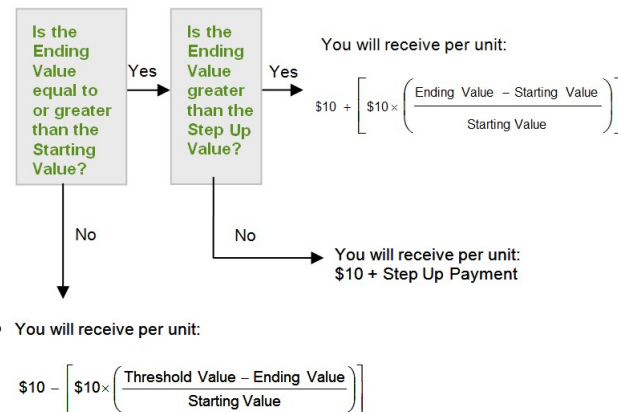 Is the
Ending
Value
equal to
or greater
than the
Starting
Value?
Yes
Is the
Ending
Value
greater
than the
Step Up
Value?
Yes
You will receive per unit:
$10 + [ $10 × ( Ending Value – Starting Value
Starting Value ) ]
No
No
You will receive per unit:
$10 + Step Up Payment
You will receive per unit:
$10 – [ $10× ( Threshold Value – Ending Value
Starting Value ) ]